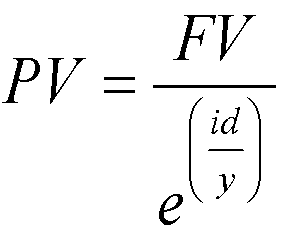 PV = FV / e^(id/y)